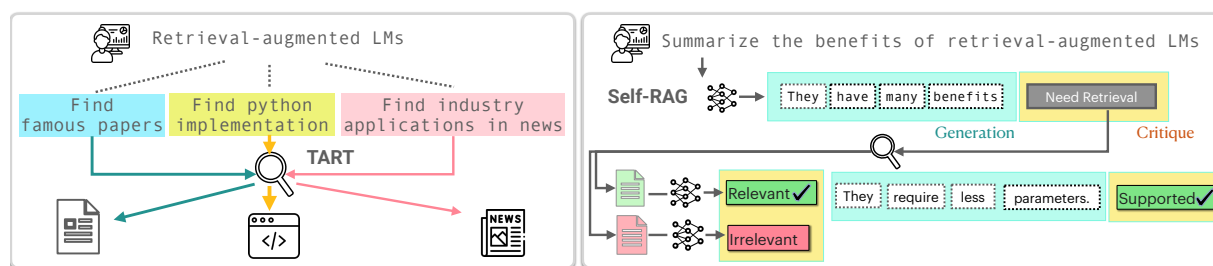 Retrieval-augmented LMs
Find
famous papers
Find python
implementation
Find industry
applications in news
TART
</>
NEWS
Summarize the benefits of retrieval-augmented LMs
Self-RAG
They have many benefits
Need Retrieval
Generation
Critique
Relevant
They require less parameters.
Supported
Irrelevant